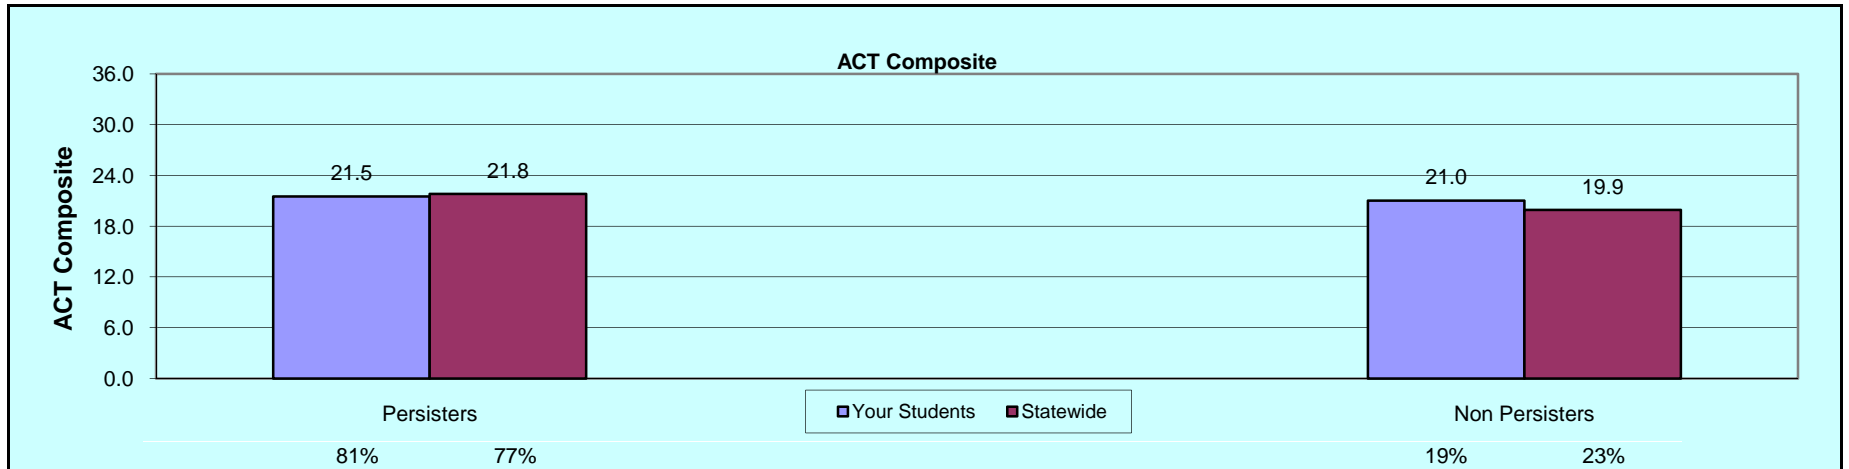 ACT Composite
36.0
30.0
24.0
18.0
12.0
6.0
0.0
ACT Composite
21.5 21.8 21.0 19.9
Persisters Non Persisters
Your Students Statewide
81% 77% 19% 23%